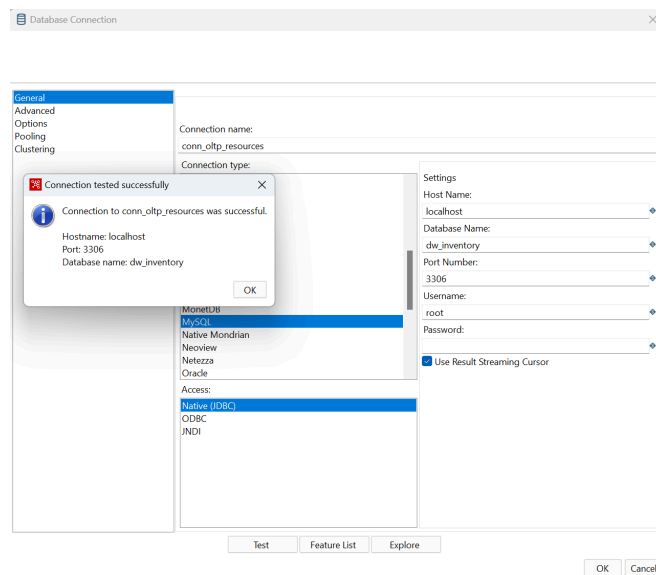 Database Connection
General
Advanced
Options
Pooling
Clustering
Connection name:
conn_oltp_resources
Connection type:
Connection tested successfully
Connection to conn_oltp_resources was successful.
Hostname: localhost
Port: 3306
Database name: dw_inventory
OK
MonetDB
MySQL
Native Mondrian
Neoview
Netezza
Oracle
Access:
Native (JDBC)
ODBC
JNDI
Settings
Host Name:
localhost
Database Name:
dw_inventory
Port Number:
3306
Username:
root
Password:
Use Result Streaming Cursor
Test
Feature List
Explore
OK
Cancel